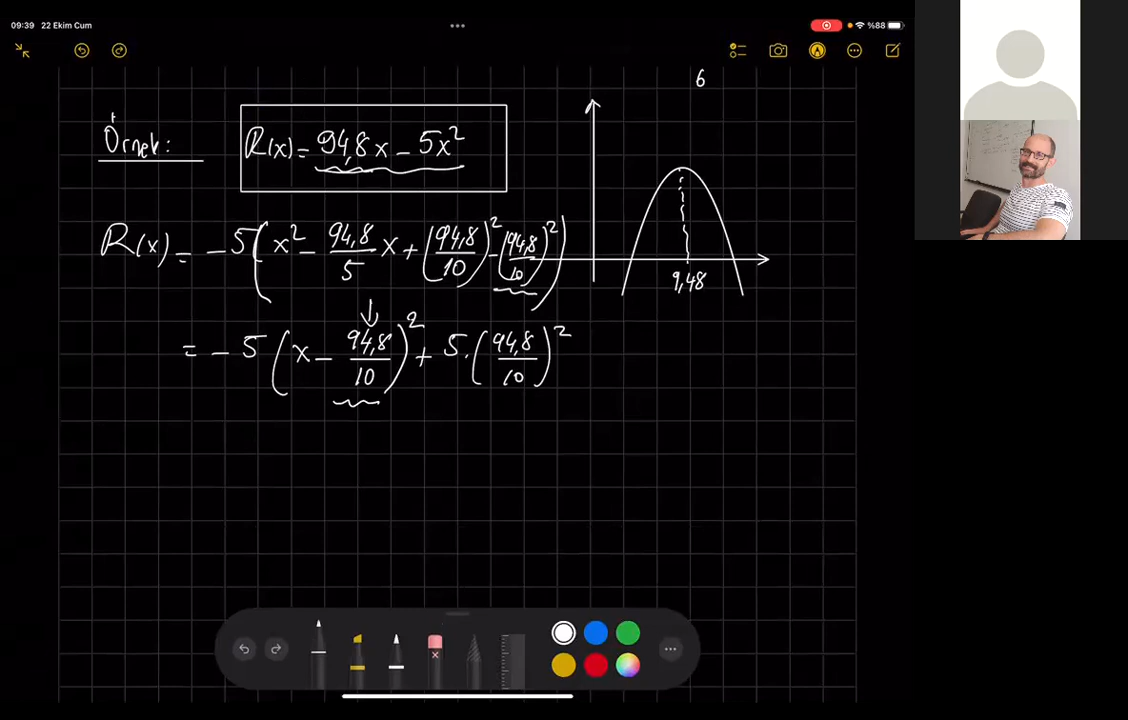 09:39 22 Ekim Cum
%88
6
Örnek: R(x) = 94,8x - 5x²
R(x) = -5(x² - 94,8/5 x + (94,8/10)² - (94,8/10)²)
9,48
= -5(x - 94,8/10)² + 5.(94,8/10)²